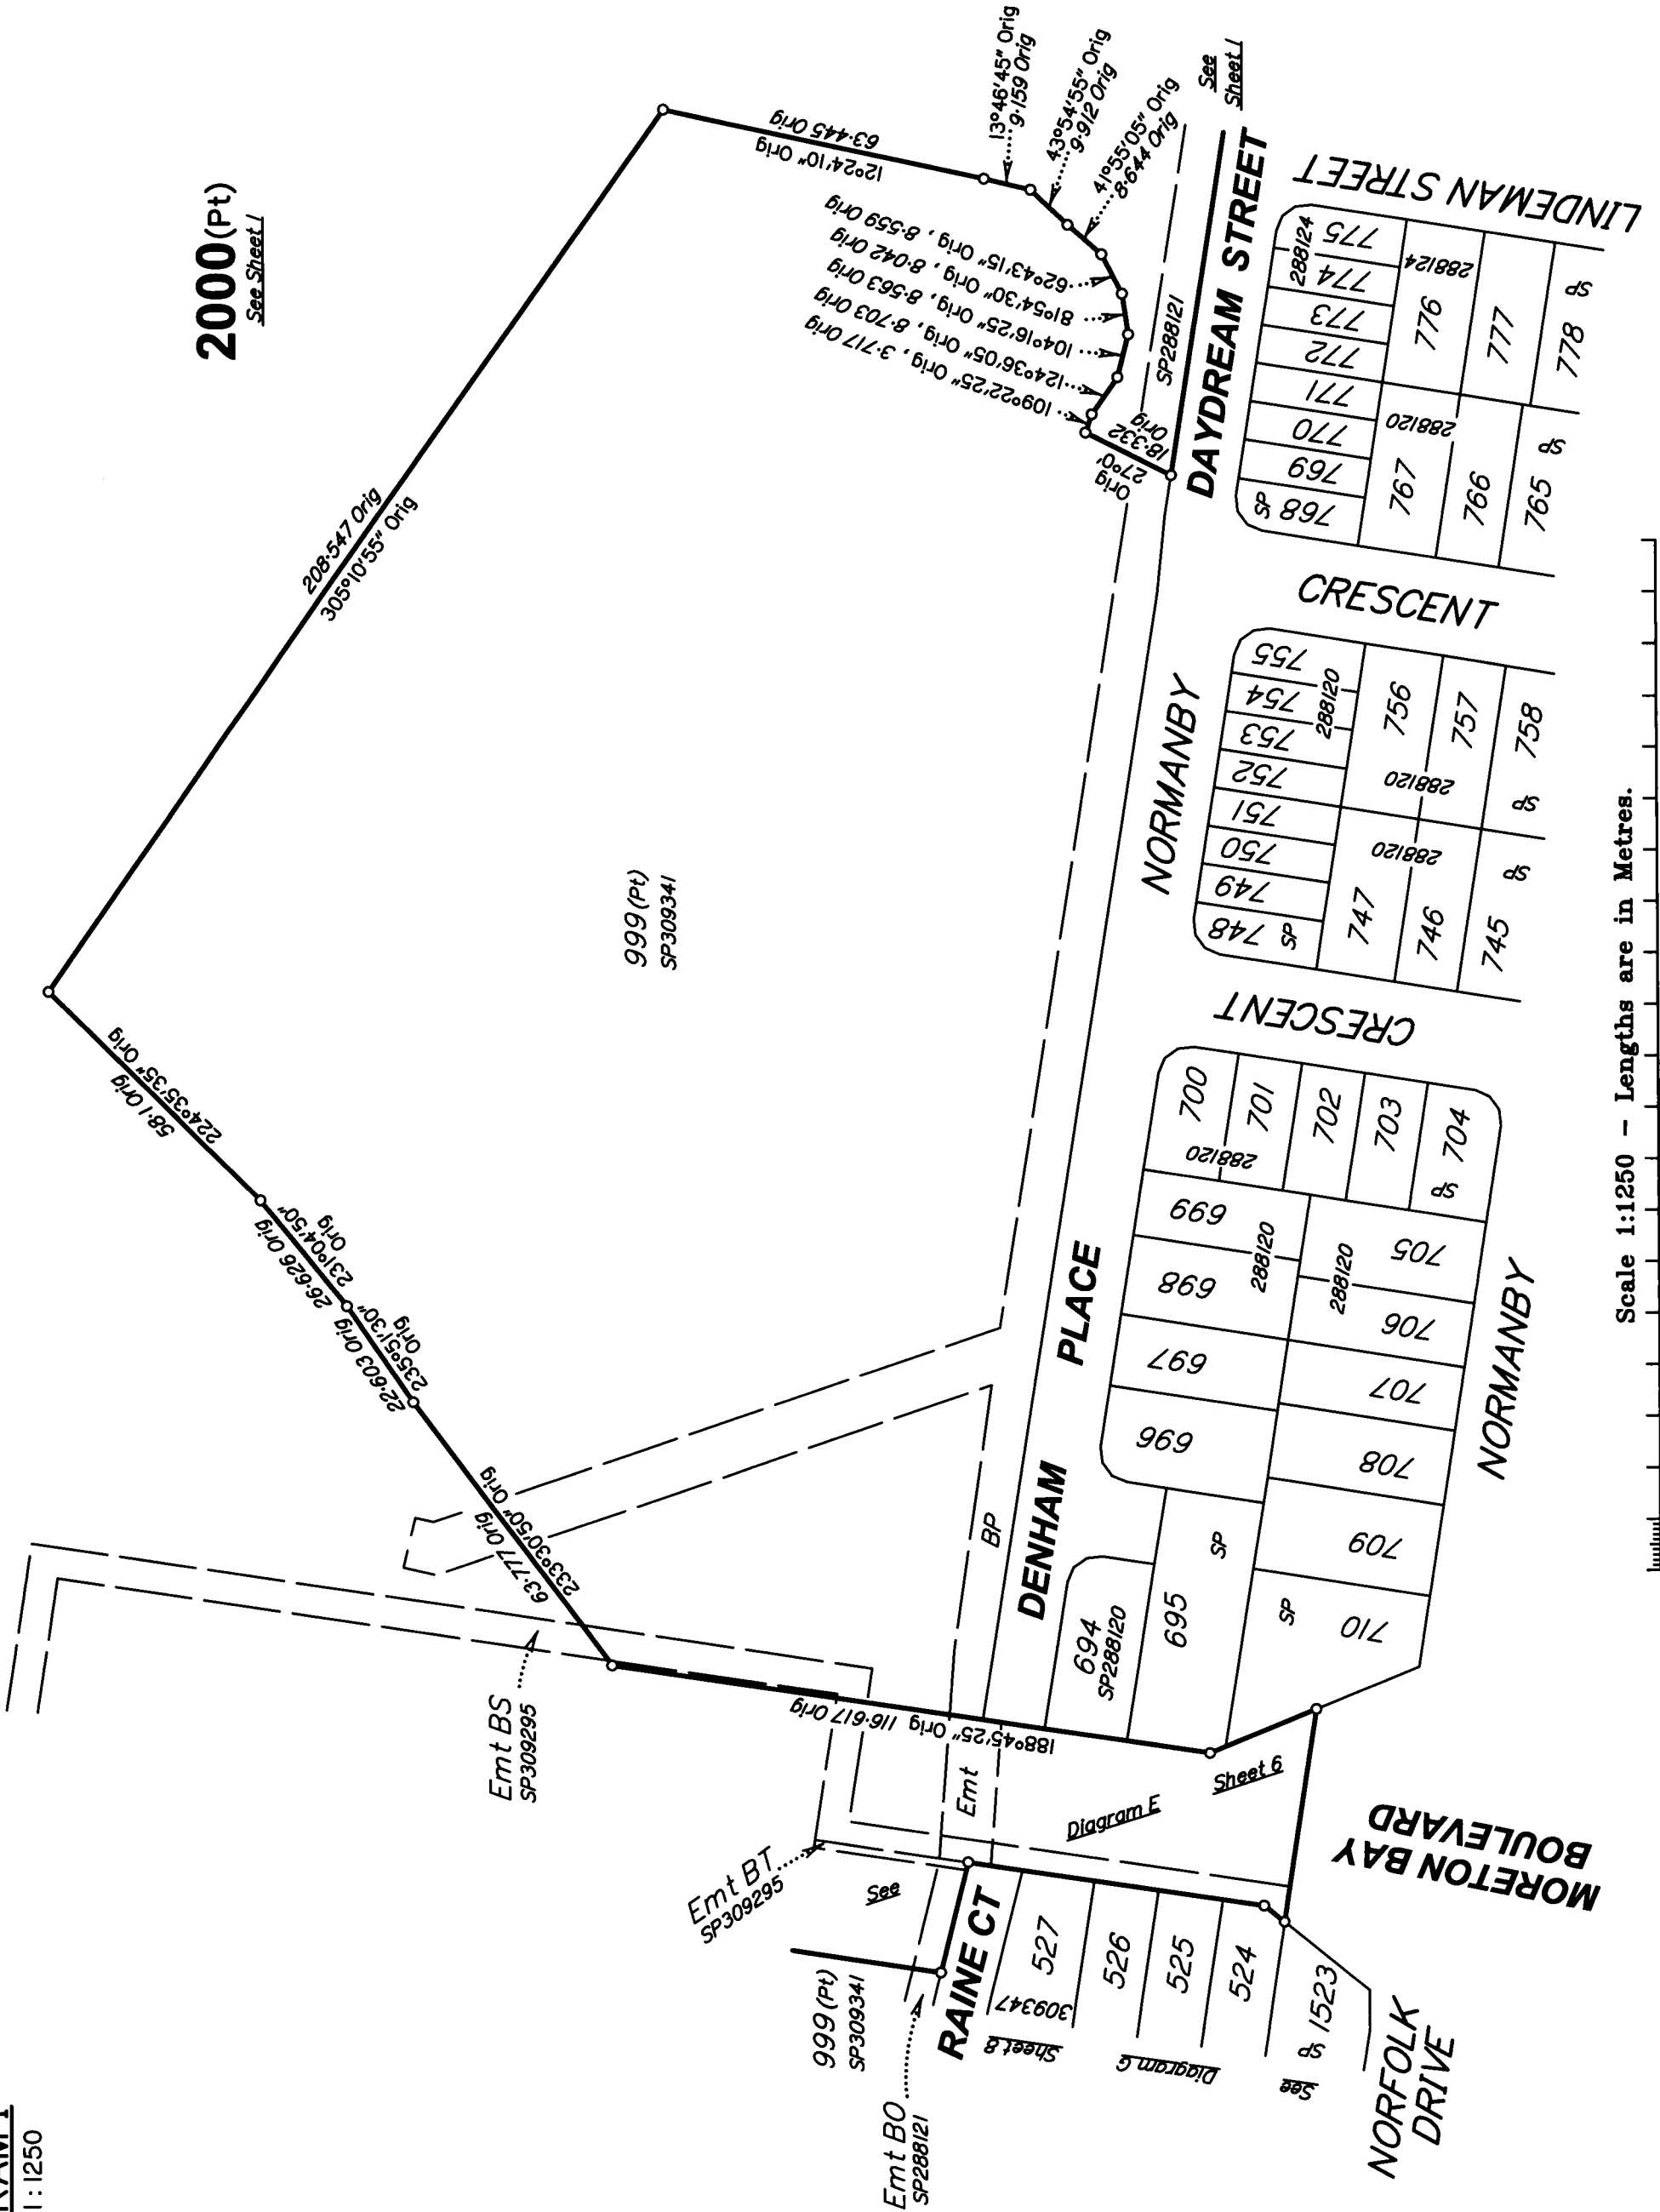 1:1250
2000(Pt)
See Sheet 1
208·547 Orig
305°10'55" Orig
63·445 Orig
12°24'10" Orig
13°46'45" Orig
9·159 Orig
43°54'55" Orig
9·912 Orig
41°55'05" Orig
8·644 Orig
62°43'15" Orig, 8·559 Orig
81°54'30" Orig, 8·042 Orig
104°16'25" Orig, 8·563 Orig
124°36'05" Orig, 8·703 Orig
109°22'25" Orig, 3·717 Orig
18·332
Orig
27°0'
Orig
SP288121
See
Sheet 1
58·1 Orig
224°35'35" Orig
26·626 Orig
231°04'50"
Orig
22·603 Orig
235°51'30"
Orig
63·777 Orig
233°30'50" Orig
999(Pt)
SP309341
Emt BS
SP309295
188°45'25" Orig 116·617 Orig
Emt BT
SP309295
See
Emt
BP
Diagram E
Sheet 6
999(Pt)
SP309341
Emt BO
SP288121
RAINE CT
DENHAM PLACE
NORMANBY
DAYDREAM STREET
LINDEMAN STREET
CRESCENT
CRESCENT
NORMANBY
MORETON BAY
BOULEVARD
NORFOLK
DRIVE
527
309347
526
525
524
1523
SP
See
Diagram G
Sheet 8
694
SP288120
695
SP
696
697
698
699
288120
700
288120
701
702
703
704
SP
705
288120
706
707
708
709
710
SP
748
SP
749
750
751
752
753
754
755
288120
747
746
745
SP
288120
756
757
758
SP
288120
768
SP
769
770
771
772
773
774
775
288124
767
766
765
SP
288120
776
777
778
SP
288124
Scale 1:1250 - Lengths are in Metres.